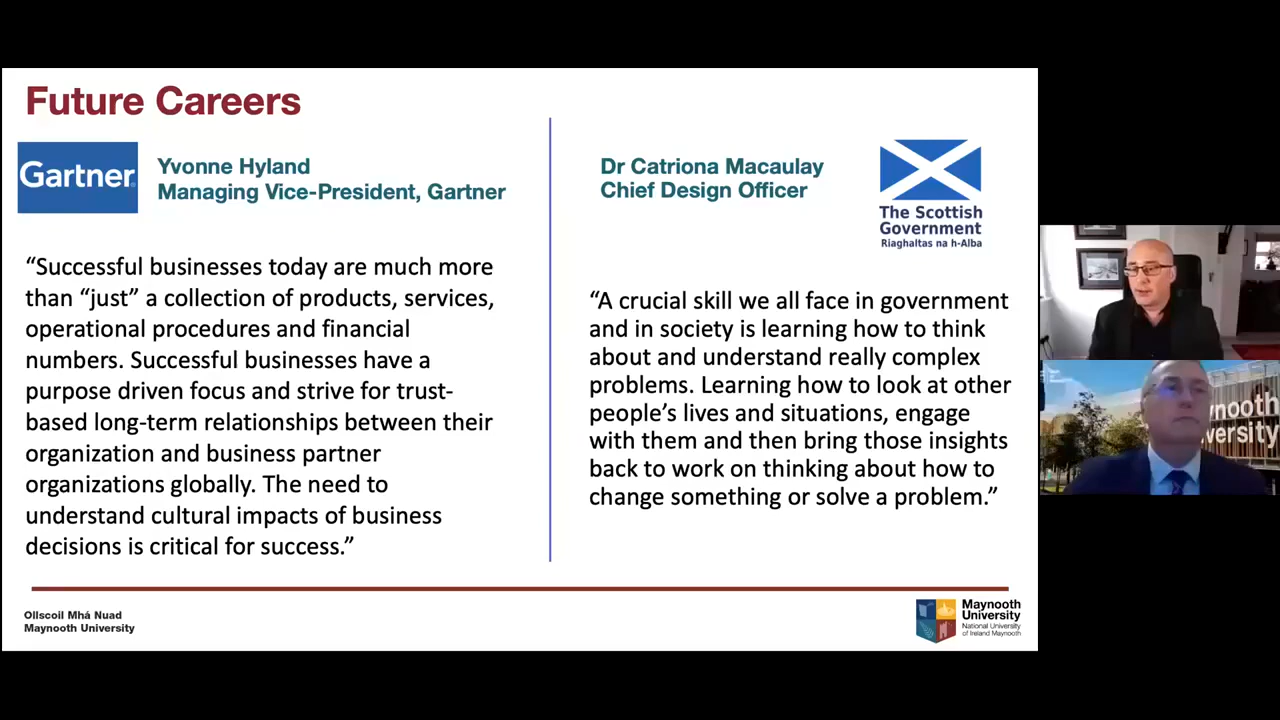 Future Careers
Gartner
Yvonne Hyland
Managing Vice-President, Gartner
“Successful businesses today are much more
than “just” a collection of products, services,
operational procedures and financial
numbers. Successful businesses have a
purpose driven focus and strive for trust-
based long-term relationships between their
organization and business partner
organizations globally. The need to
understand cultural impacts of business
decisions is critical for success.”
Dr Catriona Macaulay
Chief Design Officer
The Scottish
Government
Riaghaltas na h-Alba
“A crucial skill we all face in government
and in society is learning how to think
about and understand really complex
problems. Learning how to look at other
people’s lives and situations, engage
with them and then bring those insights
back to work on thinking about how to
change something or solve a problem.”
Ollscoil Mhá Nuad
Maynooth University
Maynooth
University
National University
of Ireland Maynooth
ynooth
versity